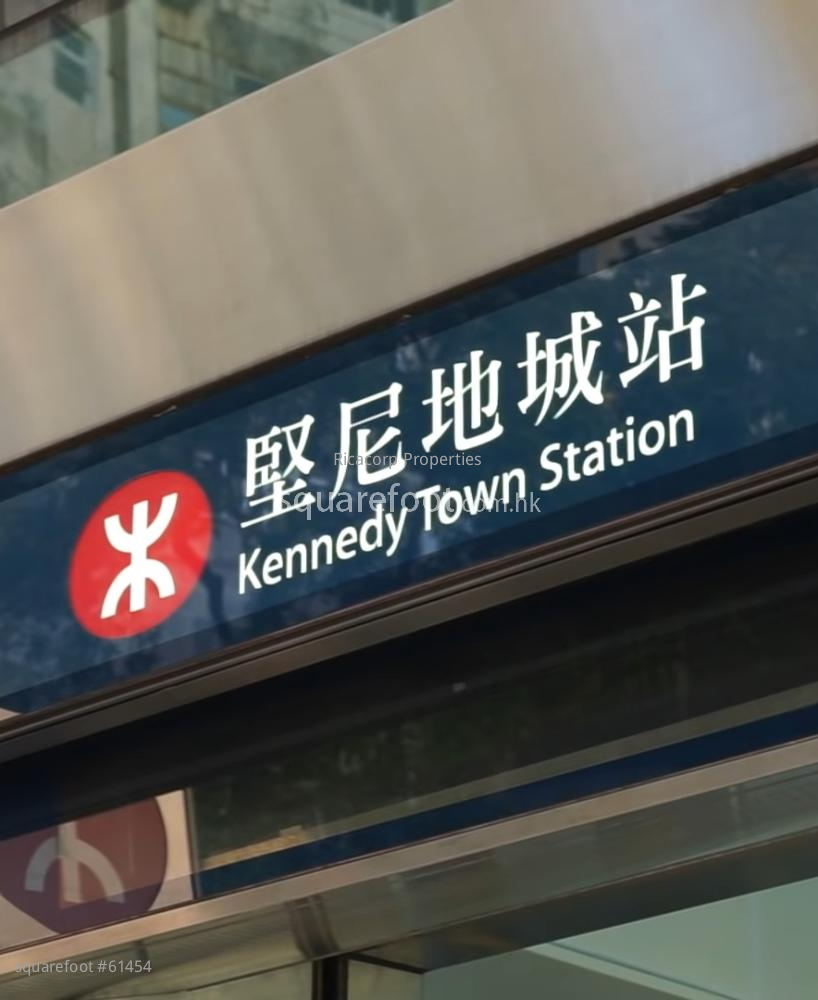 堅尼地城站
Kennedy Town Station
Ricacorp Properties
squarefoot.com.hk
squarefoot #61454